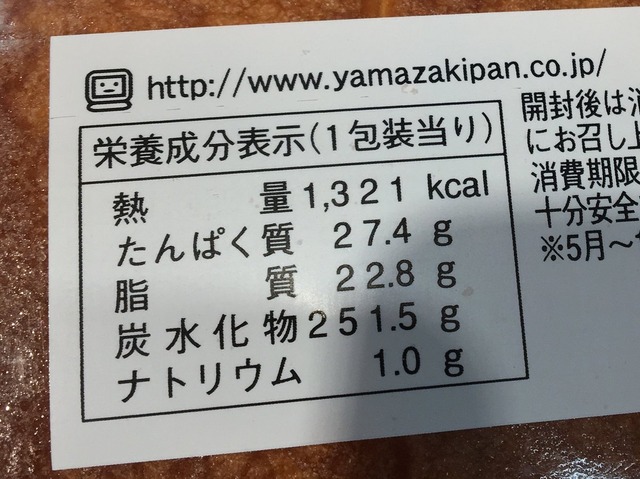 http://www.yamazakipan.co.jp/
栄養成分表示(1包装当り)
熱量 1,321 kcal
たんぱく質 27.4 g
脂質 22.8 g
炭水化物 251.5 g
ナトリウム 1.0 g
開封後は消
にお召し上
消費期限
十分安全
※5月〜